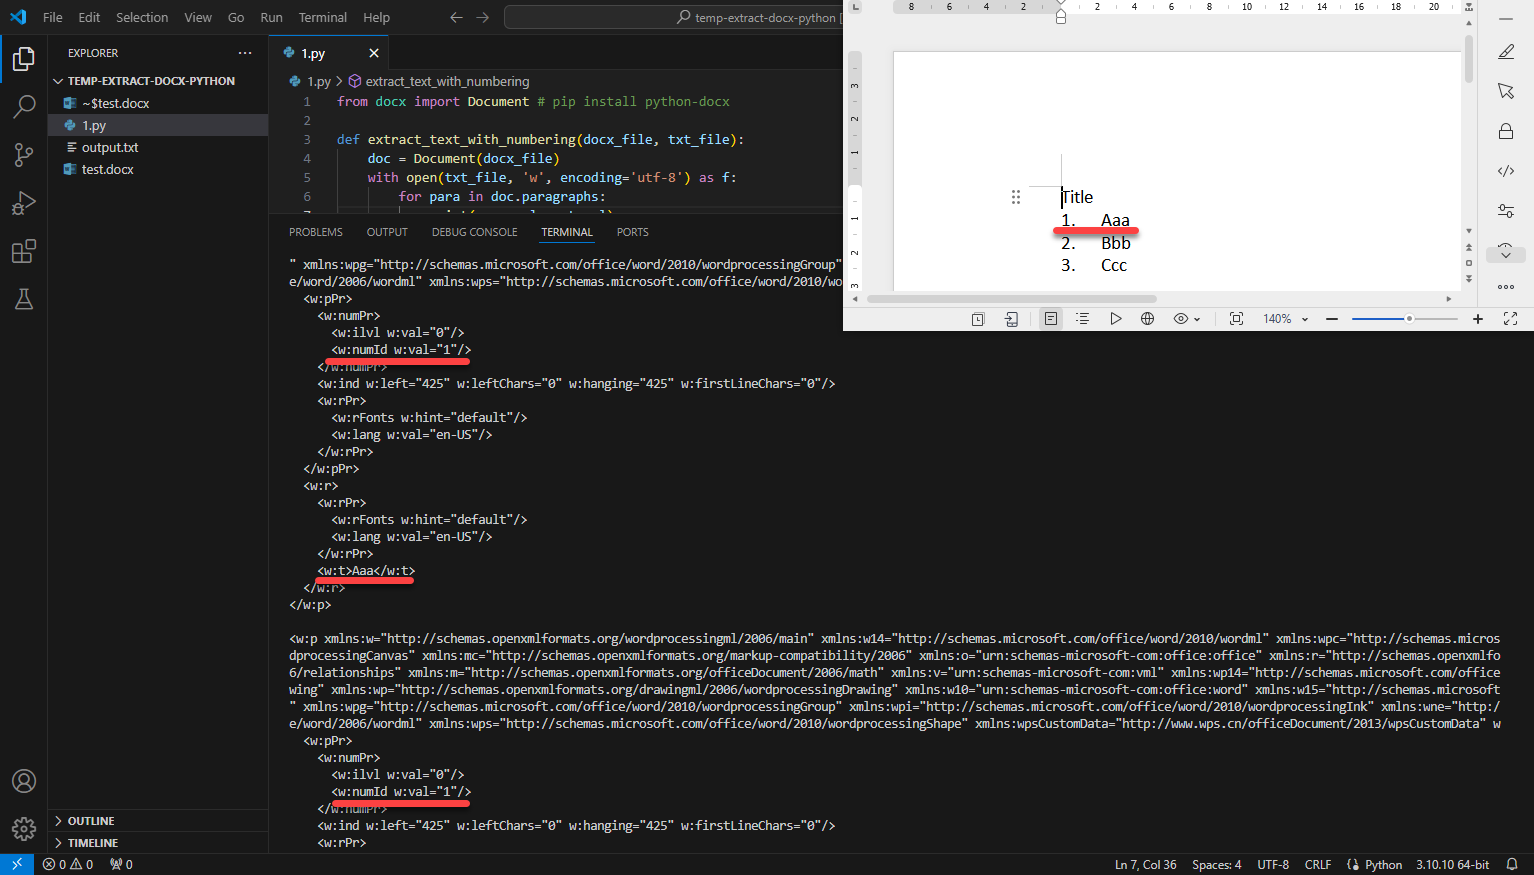 File Edit Selection View Go Run Terminal Help
temp-extract-docx-python [
EXPLORER
TEMP-EXTRACT-DOCX-PYTHON
~$test.docx
1.py
output.txt
test.docx
OUTLINE
TIMELINE
1.py
1.py > extract_text_with_numbering
1 from docx import Document # pip install python-docx
2
3 def extract_text_with_numbering(docx_file, txt_file):
4 doc = Document(docx_file)
5 with open(txt_file, 'w', encoding='utf-8') as f:
6 for para in doc.paragraphs:
PROBLEMS OUTPUT DEBUG CONSOLE TERMINAL PORTS
" xmlns:wpg="http://schemas.microsoft.com/office/word/2010/wordprocessingGroup"
e/word/2006/wordml" xmlns:wps="http://schemas.microsoft.com/office/word/2010/wo
<w:pPr>
<w:numPr>
<w:ilvl w:val="0"/>
<w:numId w:val="1"/>
</w:numPr>
<w:ind w:left="425" w:leftChars="0" w:hanging="425" w:firstLineChars="0"/>
<w:rPr>
<w:rFonts w:hint="default"/>
<w:lang w:val="en-US"/>
</w:rPr>
</w:pPr>
<w:r>
<w:rPr>
<w:rFonts w:hint="default"/>
<w:lang w:val="en-US"/>
</w:rPr>
<w:t>Aaa</w:t>
</w:r>
</w:p>
<w:p xmlns:w="http://schemas.openxmlformats.org/wordprocessingml/2006/main" xmlns:w14="http://schemas.microsoft.com/office/word/2010/wordml" xmlns:wpc="http://schemas.micros
dprocessingCanvas" xmlns:mc="http://schemas.openxmlformats.org/markup-compatibility/2006" xmlns:o="urn:schemas-microsoft-com:office:office" xmlns:r="http://schemas.openxmlfo
6/relationships" xmlns:m="http://schemas.openxmlformats.org/officeDocument/2006/math" xmlns:v="urn:schemas-microsoft-com:vml" xmlns:wp14="http://schemas.microsoft.com/office
wing" xmlns:wp="http://schemas.openxmlformats.org/drawingml/2006/wordprocessingDrawing" xmlns:w10="urn:schemas-microsoft-com:office:word" xmlns:w15="http://schemas.microsoft
" xmlns:wpg="http://schemas.microsoft.com/office/word/2010/wordprocessingGroup" xmlns:wpi="http://schemas.microsoft.com/office/word/2010/wordprocessingInk" xmlns:wne="http:/
e/word/2006/wordml" xmlns:wps="http://schemas.microsoft.com/office/word/2010/wordprocessingShape" xmlns:wpsCustomData="http://www.wps.cn/officeDocument/2013/wpsCustomData" w
<w:pPr>
<w:numPr>
<w:ilvl w:val="0"/>
<w:numId w:val="1"/>
</w:numPr>
<w:ind w:left="425" w:leftChars="0" w:hanging="425" w:firstLineChars="0"/>
<w:rPr>
8 6 4 2 2 4 6 8 10 12 14 16 18 20
3
2
1
1
2
3
Title
1. Aaa
2. Bbb
3. Ccc
140%
0 0 0
Ln 7, Col 36 Spaces: 4 UTF-8 CRLF Python 3.10.10 64-bit